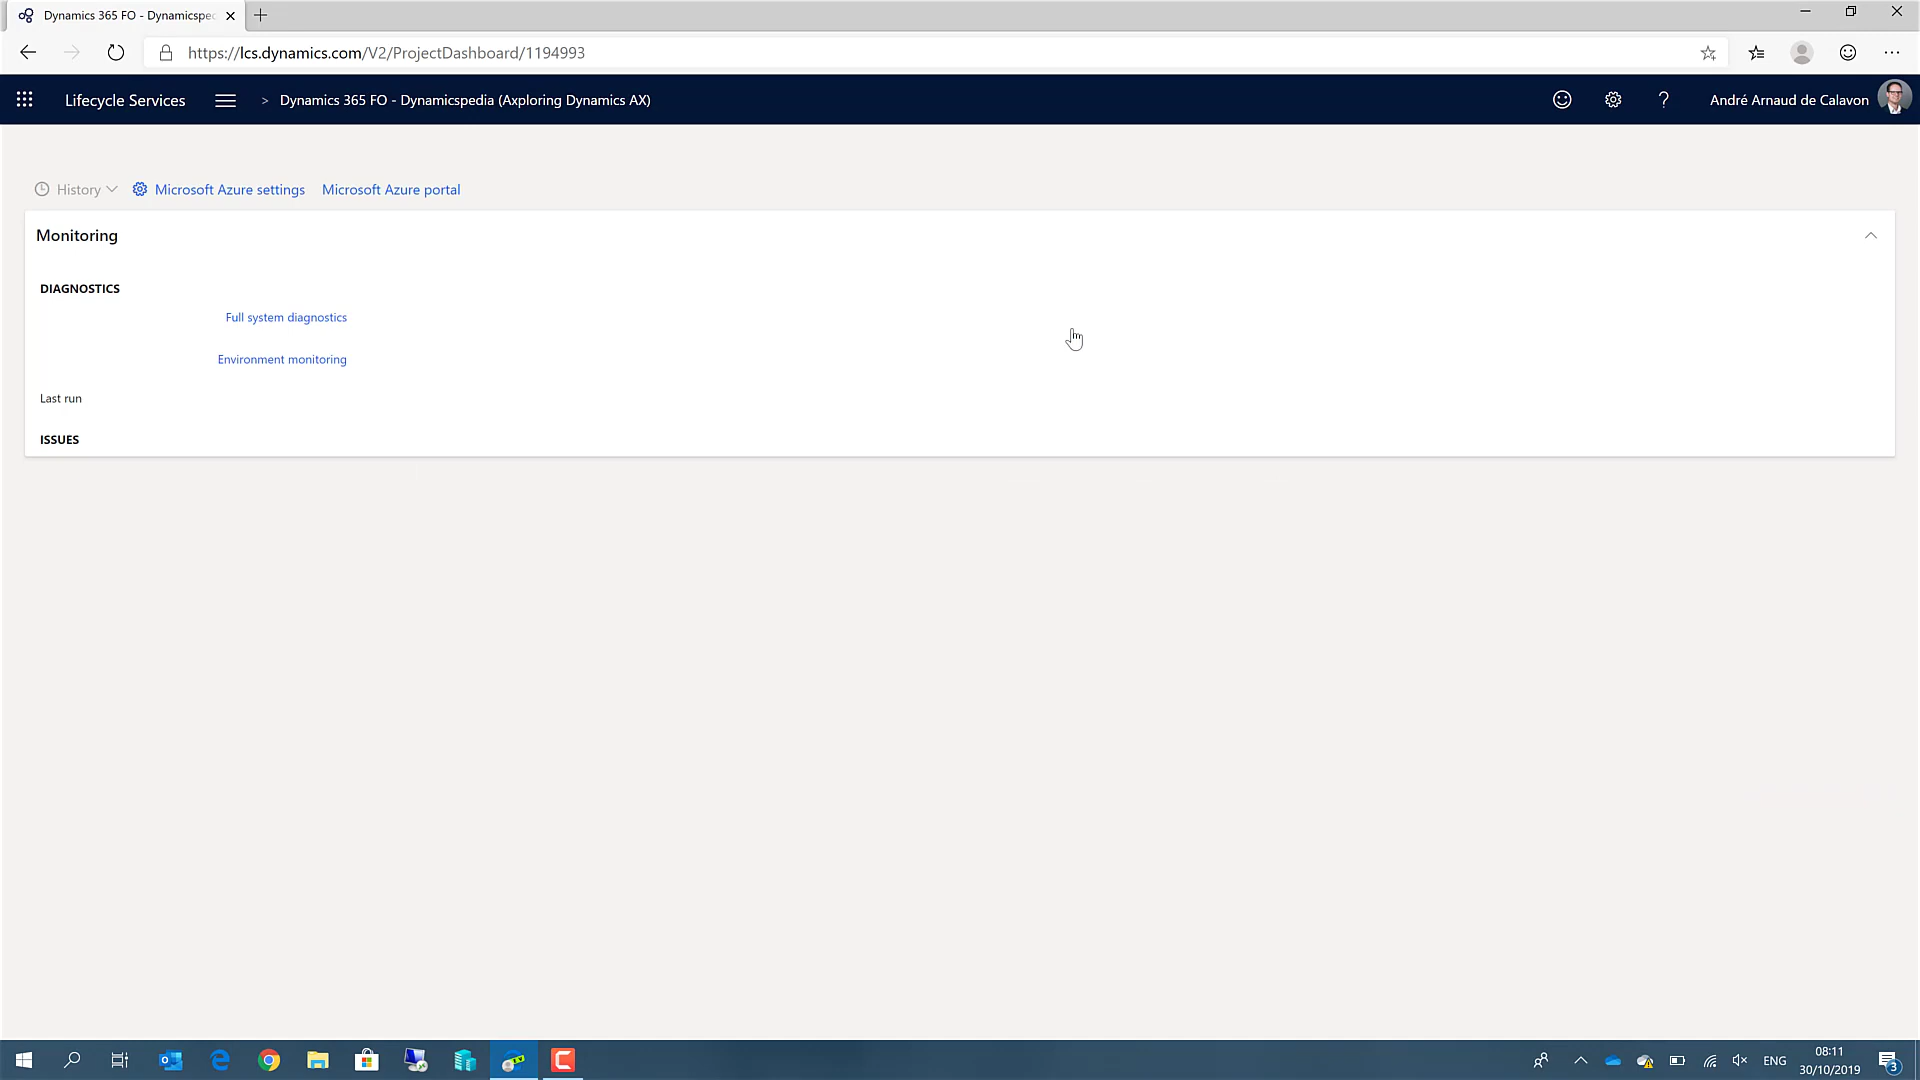 Dynamics 365 FO - Dynamicspe
https://lcs.dynamics.com/V2/ProjectDashboard/1194993
Lifecycle Services > Dynamics 365 FO - Dynamicspedia (Axploring Dynamics AX) ? André Arnaud de Calavon
History Microsoft Azure settings Microsoft Azure portal
Monitoring
DIAGNOSTICS
Full system diagnostics
Environment monitoring
Last run
ISSUES
ENG
08:11
30/10/2019
3